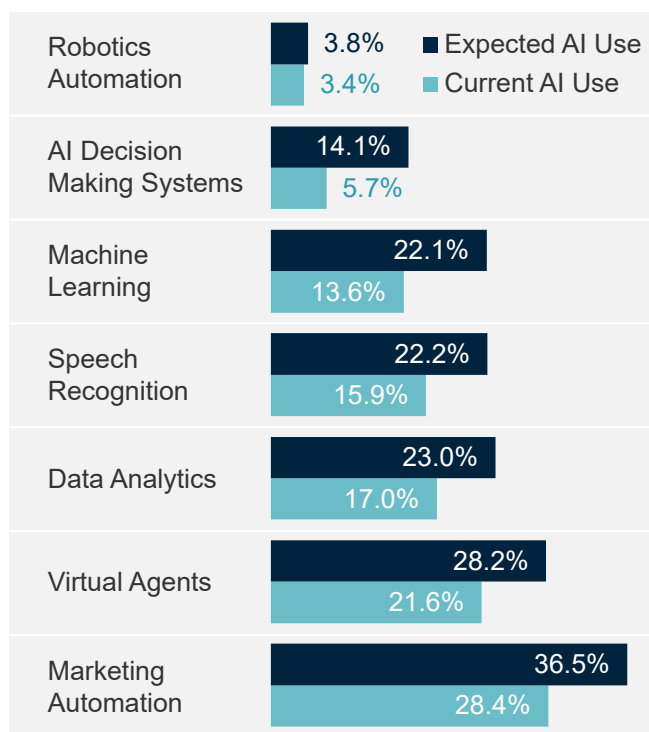 Robotics
Automation
3.8%
3.4%
Expected AI Use
Current AI Use
AI Decision
Making Systems
14.1%
5.7%
Machine
Learning
22.1%
13.6%
Speech
Recognition
22.2%
15.9%
Data Analytics
23.0%
17.0%
Virtual Agents
28.2%
21.6%
Marketing
Automation
36.5%
28.4%